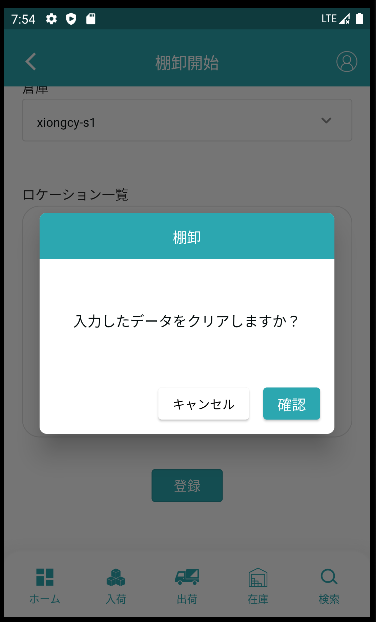 7:54 LTE
棚卸開始
倉庫
xiongcy-s1
ロケーション一覧
棚卸
入力したデータをクリアしますか？
キャンセル 確認
登録
ホーム 入荷 出荷 在庫 検索